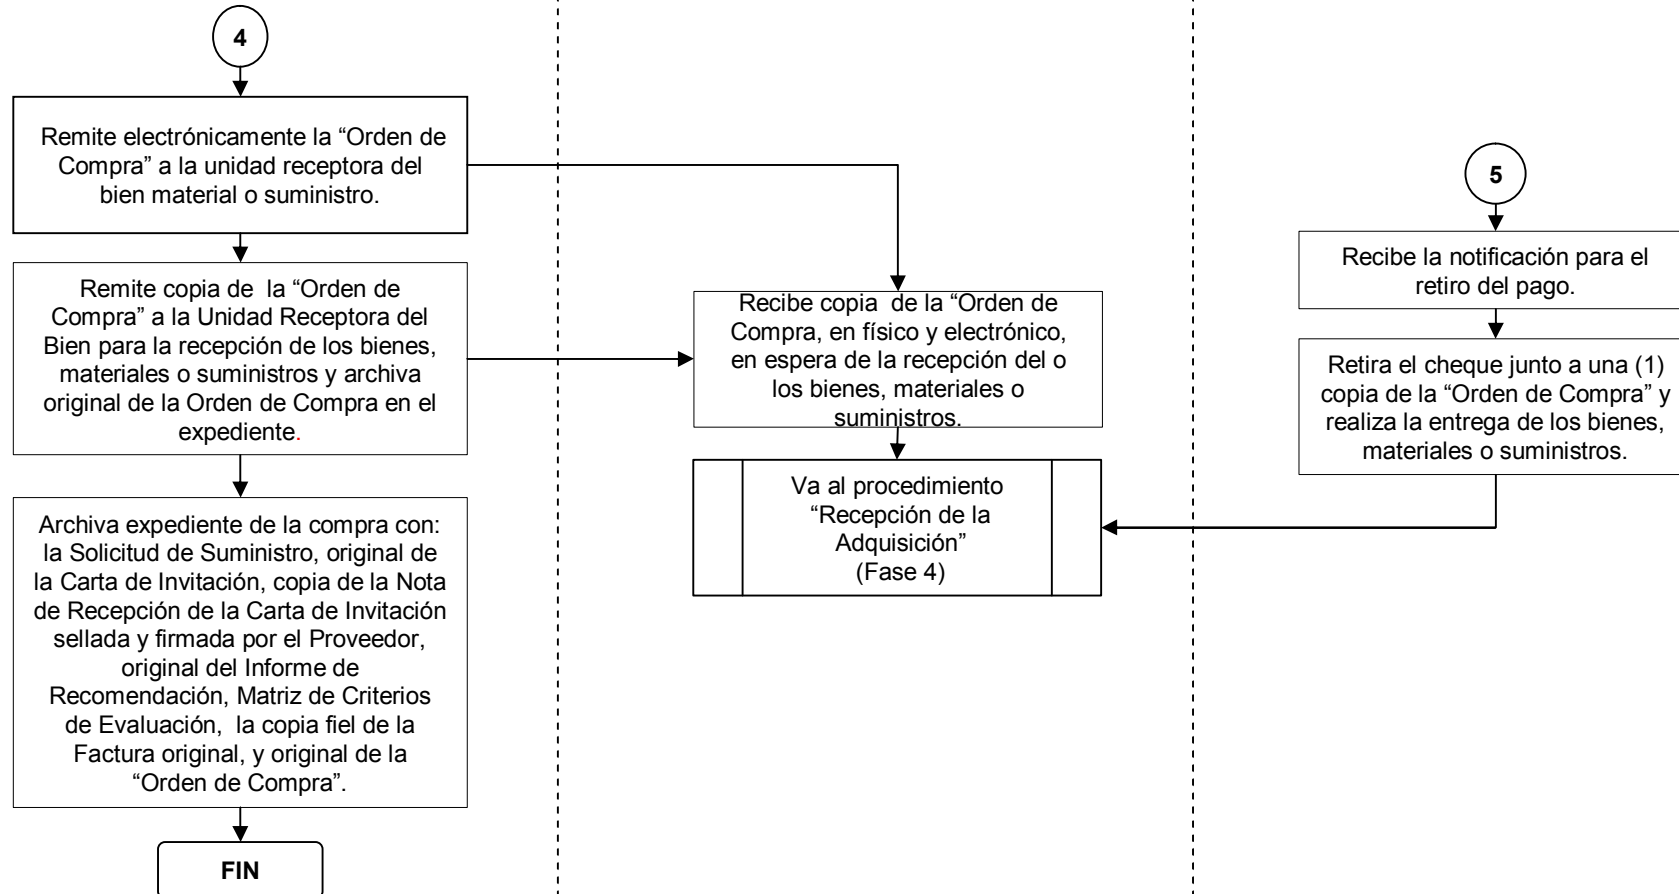 4
Remite electrónicamente la “Orden de
Compra” a la unidad receptora del
bien material o suministro.
Remite copia de  la “Orden de
Compra” a la Unidad Receptora del
Bien para la recepción de los bienes,
materiales o suministros y archiva
original de la Orden de Compra en el
expediente.
Archiva expediente de la compra con:
la Solicitud de Suministro, original de
la Carta de Invitación, copia de la Nota
de Recepción de la Carta de Invitación
sellada y firmada por el Proveedor,
original del Informe de
Recomendación, Matriz de Criterios
de Evaluación,  la copia fiel de la
Factura original, y original de la
“Orden de Compra”.
FIN
Recibe copia  de la “Orden de
Compra, en físico y electrónico,
en espera de la recepción del o
los bienes, materiales o
suministros.
Va al procedimiento
“Recepción de la
Adquisición”
(Fase 4)
5
Recibe la notificación para el
retiro del pago.
Retira el cheque junto a una (1)
copia de la “Orden de Compra” y
realiza la entrega de los bienes,
materiales o suministros.